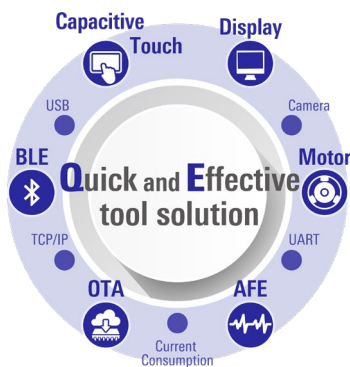 Capacitive
Touch
Display
USB
Camera
BLE
Motor
Quick and Effective
tool solution
TCP/IP
UART
OTA
AFE
Current
Consumption